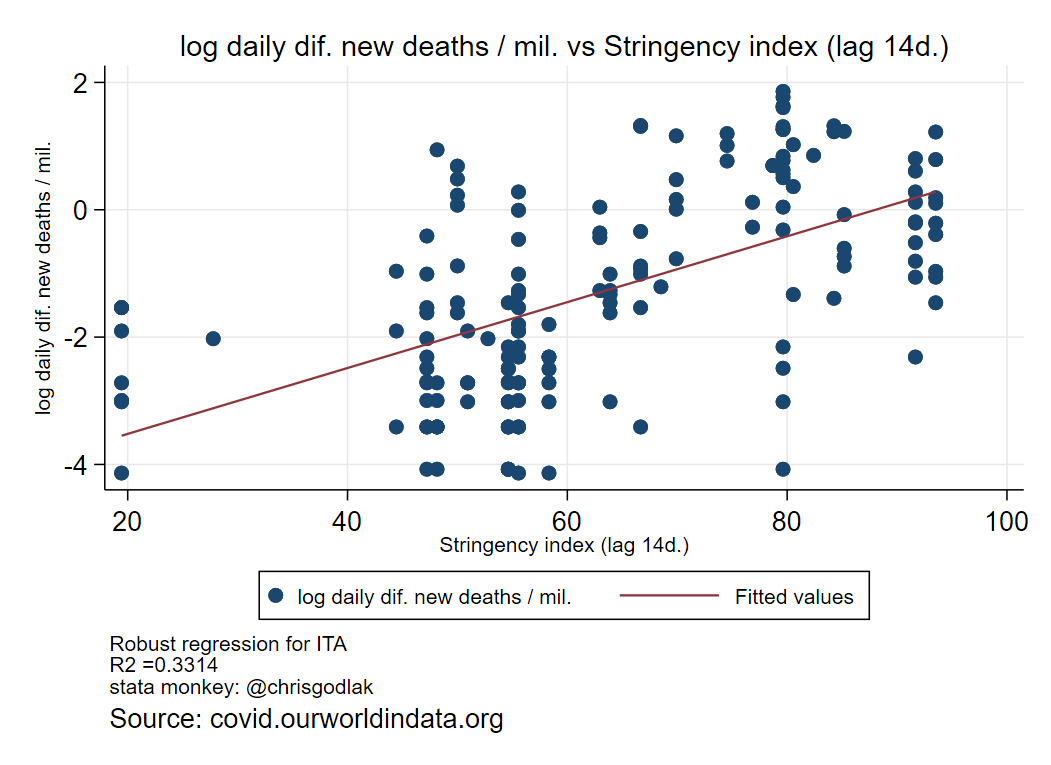 log daily dif. new deaths / mil. vs Stringency index (lag 14d.)
log daily dif. new deaths / mil.
2
0
-2
-4
20 40 60 80 100
Stringency index (lag 14d.)
log daily dif. new deaths / mil. Fitted values
Robust regression for ITA
R2 =0.3314
stata monkey: @chrisgodlak
Source: covid.ourworldindata.org